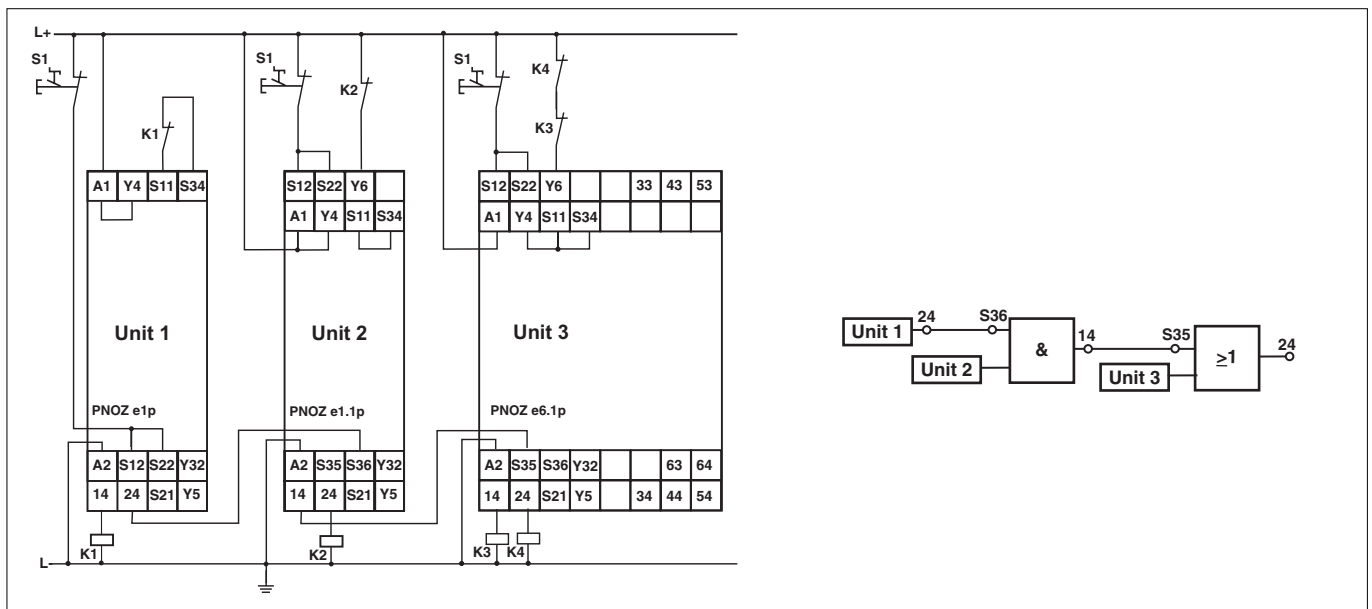 L+
S1
S1
K2
S1
K4
K1
K3
A1 Y4 S11 S34
S12 S22 Y6
A1 Y4 S11 S34
S12 S22 Y6 33 43 53
A1 Y4 S11 S34
Unit 1
Unit 2
Unit 3
PNOZ e1p
PNOZ e1.1p
PNOZ e6.1p
A2 S12 S22 Y32
14 24 S21 Y5
A2 S35 S36 Y32
14 24 S21 Y5
A2 S35 S36 Y32 63 64
14 24 S21 Y5 34 44 54
K1
K2
K3 K4
L-
Unit 1 24 S36
Unit 2
& 14 S35
Unit 3
≥1 24